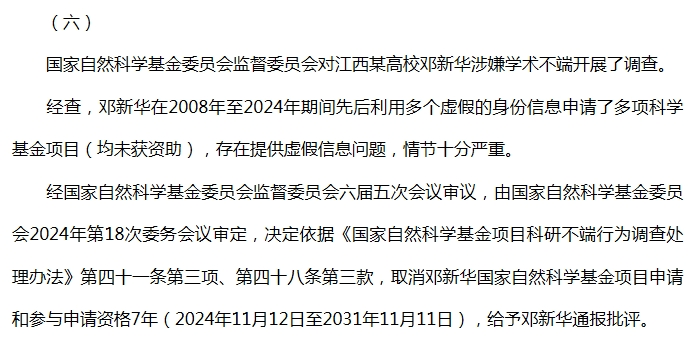 （六）
国家自然科学基金委员会监督委员会对江西某高校邓新华涉嫌学术不端开展了调查。
经查，邓新华在2008年至2024年期间先后利用多个虚假的身份信息申请了多项科学
基金项目（均未获资助），存在提供虚假信息问题，情节十分严重。
经国家自然科学基金委员会监督委员会六届五次会议审议，由国家自然科学基金委员
会2024年第18次委务会议审定，决定依据《国家自然科学基金项目科研不端行为调查处
理办法》第四十一条第三项、第四十八条第三款，取消邓新华国家自然科学基金项目申请
和参与申请资格7年（2024年11月12日至2031年11月11日），给予邓新华通报批评。